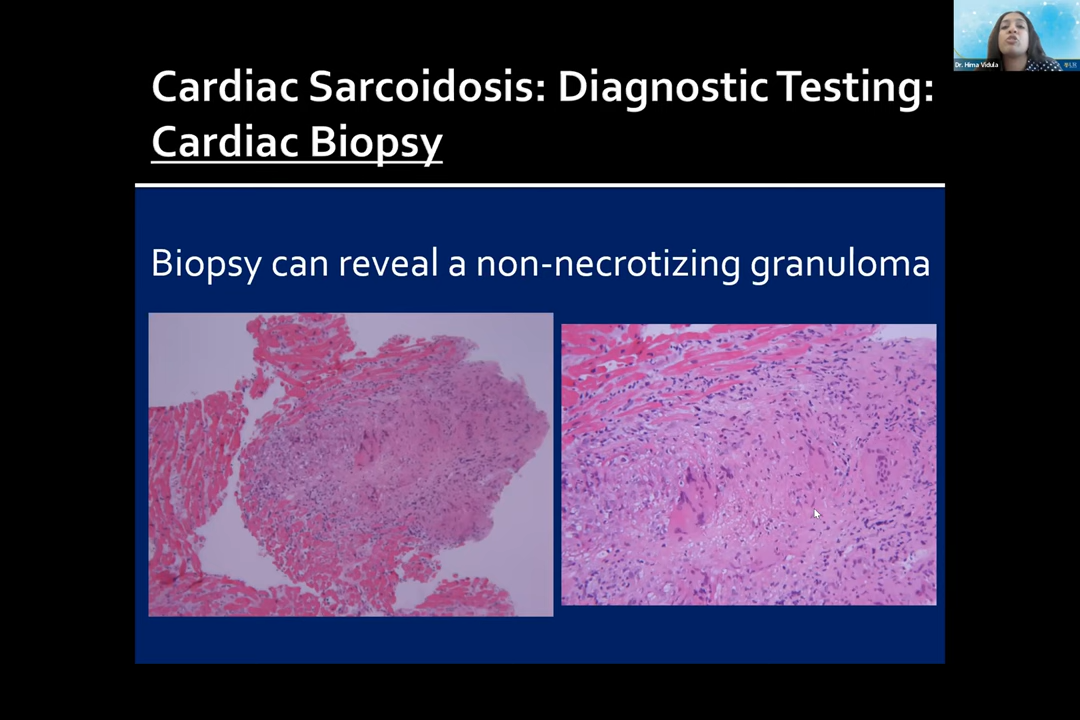 Cardiac Sarcoidosis: Diagnostic Testing:
Cardiac Biopsy
Biopsy can reveal a non-necrotizing granuloma
Dr. Hima Vidula